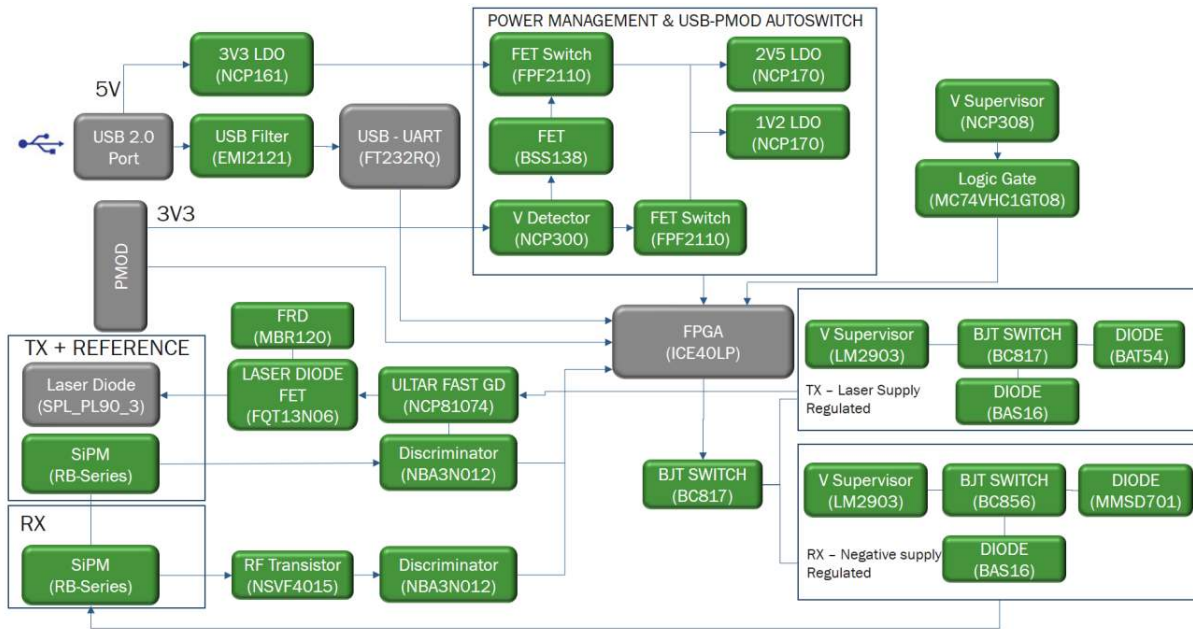 POWER MANAGEMENT & USB-PMOD AUTOSWITCH
3V3 LDO
(NCP161)
FET Switch
(FPF2110)
2V5 LDO
(NCP170)
5V
V Supervisor
(NCP308)
USB 2.0
Port
USB Filter
(EMI2121)
USB - UART
(FT232RQ)
FET
(BSS138)
1V2 LDO
(NCP170)
Logic Gate
(MC74VHC1GT08)
3V3
V Detector
(NCP300)
FET Switch
(FPF2110)
PMOD
FRD
(MBR120)
FPGA
(ICE40LP)
V Supervisor
(LM2903)
BJT SWITCH
(BC817)
DIODE
(BAT54)
TX + REFERENCE
Laser Diode
(SPL_PL90_3)
LASER DIODE
FET
(FQT13N06)
ULTAR FAST GD
(NCP81074)
TX – Laser Supply
Regulated
DIODE
(BAS16)
SiPM
(RB-Series)
Discriminator
(NBA3N012)
BJT SWITCH
(BC817)
V Supervisor
(LM2903)
BJT SWITCH
(BC856)
DIODE
(MMSD701)
RX
SiPM
(RB-Series)
RF Transistor
(NSVF4015)
Discriminator
(NBA3N012)
RX – Negative supply
Regulated
DIODE
(BAS16)